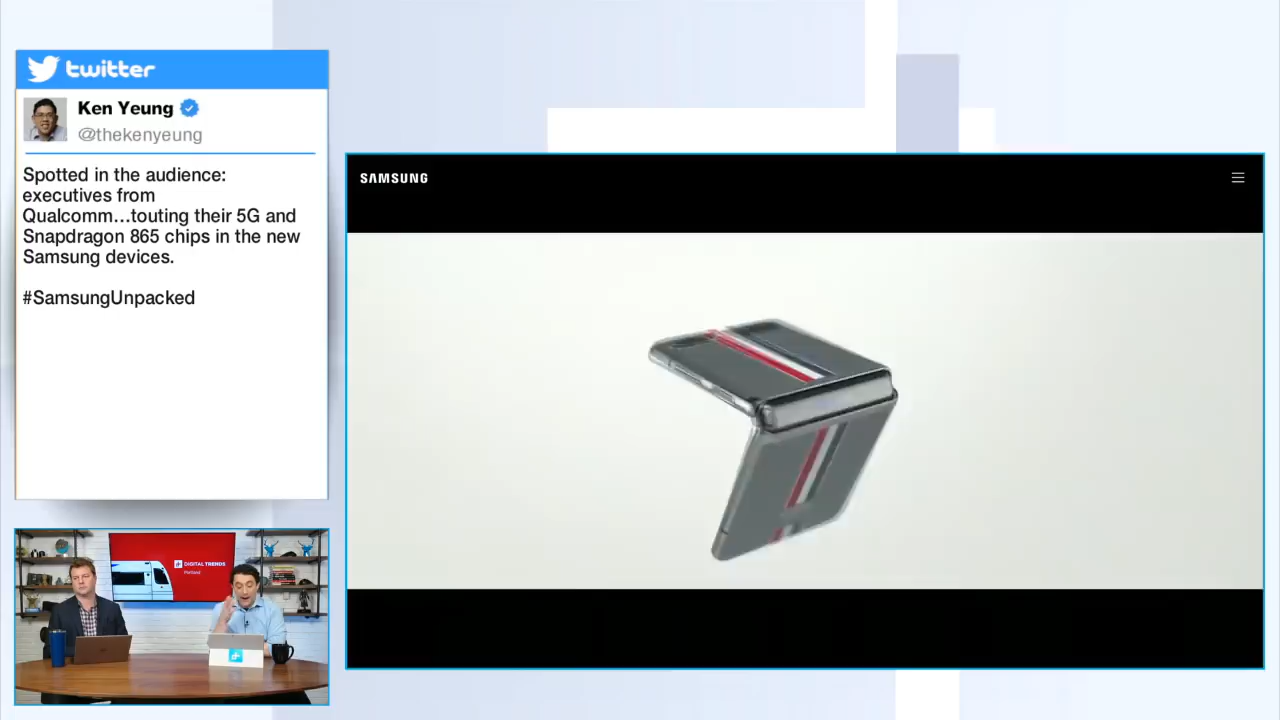 twitter
Ken Yeung
@thekenyeung
Spotted in the audience:
executives from
Qualcomm...touting their 5G and
Snapdragon 865 chips in the new
Samsung devices.
#SamsungUnpacked
SAMSUNG
DIGITAL TRENDS
Portland